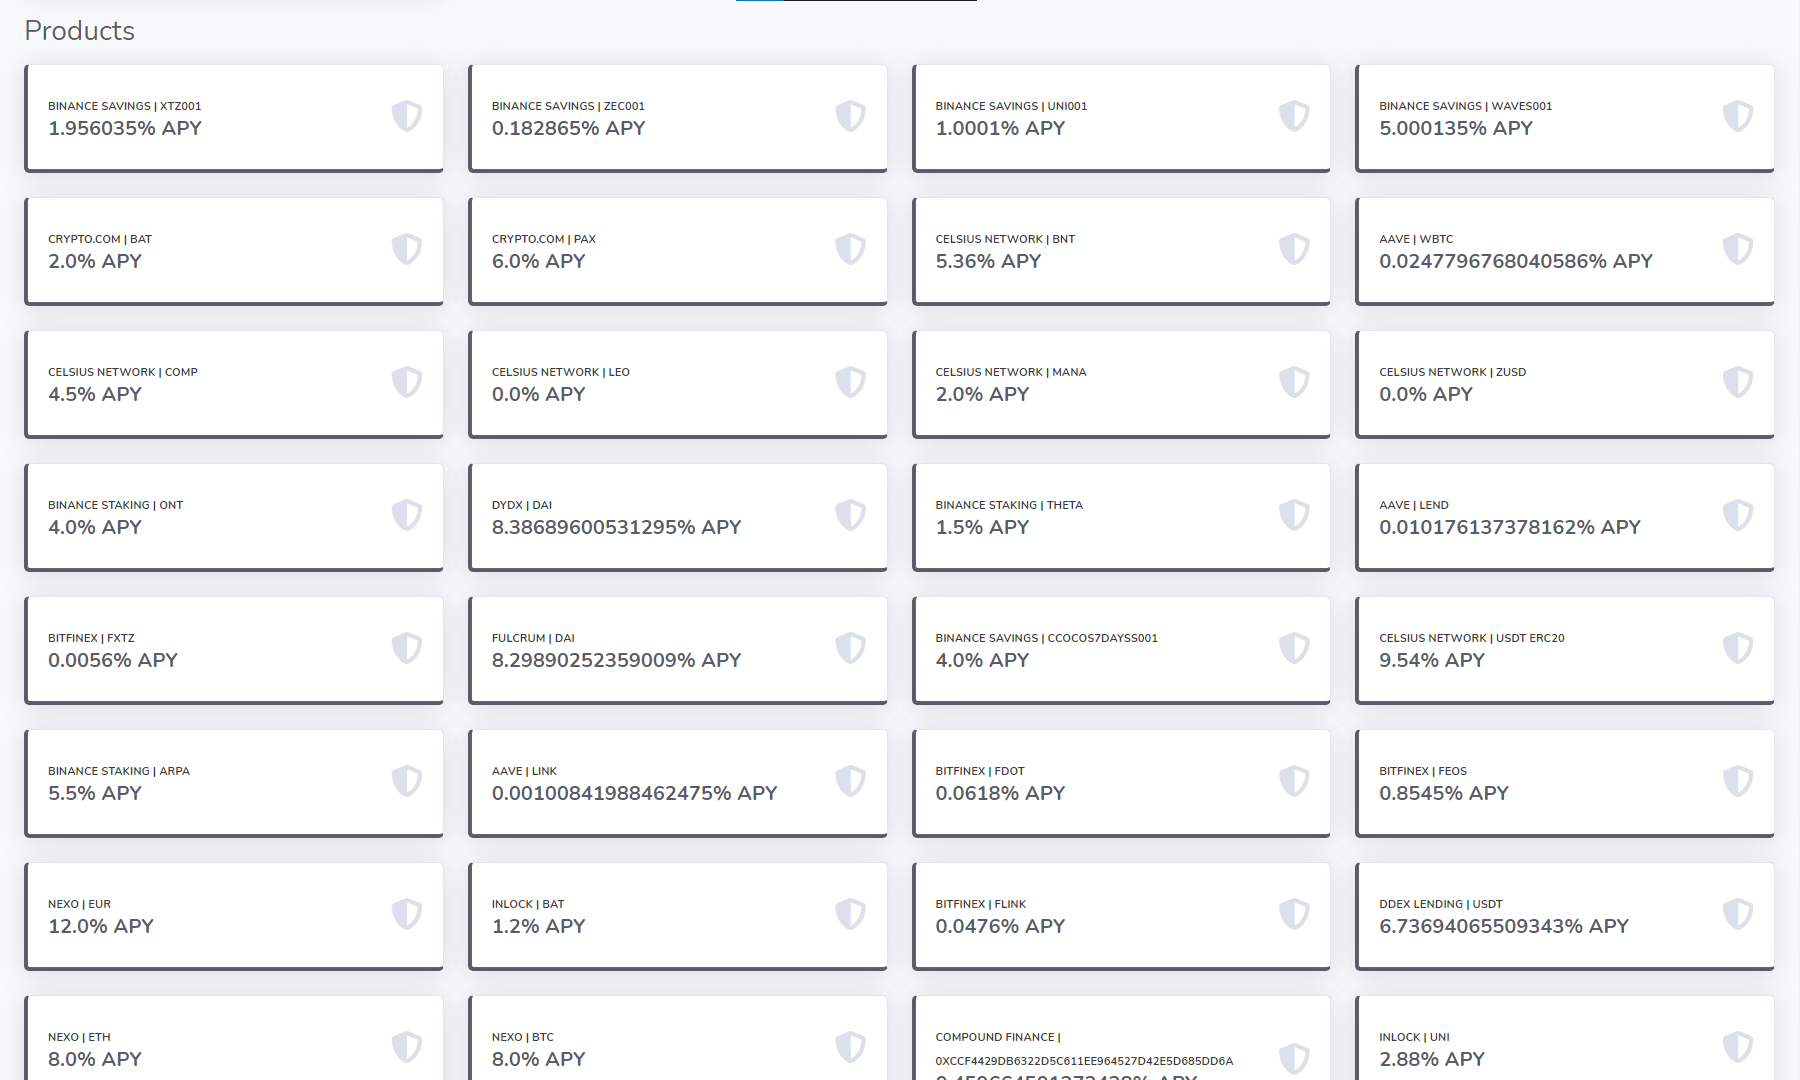 Products
BINANCE SAVINGS | XTZ001
1.956035% APY
BINANCE SAVINGS | ZEC001
0.182865% APY
BINANCE SAVINGS | UNI001
1.0001% APY
BINANCE SAVINGS | WAVES001
5.000135% APY
CRYPTO.COM | BAT
2.0% APY
CRYPTO.COM | PAX
6.0% APY
CELSIUS NETWORK | BNT
5.36% APY
AAVE | WBTC
0.0247796768040586% APY
CELSIUS NETWORK | COMP
4.5% APY
CELSIUS NETWORK | LEO
0.0% APY
CELSIUS NETWORK | MANA
2.0% APY
CELSIUS NETWORK | ZUSD
0.0% APY
BINANCE STAKING | ONT
4.0% APY
DYDX | DAI
8.38689600531295% APY
BINANCE STAKING | THETA
1.5% APY
AAVE | LEND
0.010176137378162% APY
BITFINEX | FXTZ
0.0056% APY
FULCRUM | DAI
8.29890252359009% APY
BINANCE SAVINGS | CCOCOS7DAYSS001
4.0% APY
CELSIUS NETWORK | USDT ERC20
9.54% APY
BINANCE STAKING | ARPA
5.5% APY
AAVE | LINK
0.00100841988462475% APY
BITFINEX | FDOT
0.0618% APY
BITFINEX | FEOS
0.8545% APY
NEXO | EUR
12.0% APY
INLOCK | BAT
1.2% APY
BITFINEX | FLINK
0.0476% APY
DDEX LENDING | USDT
6.73694065509343% APY
NEXO | ETH
8.0% APY
NEXO | BTC
8.0% APY
COMPOUND FINANCE |
0XCCF4429DB6322D5C611EE964527D42E5D685DD6A
APY
INLOCK | UNI
2.88% APY